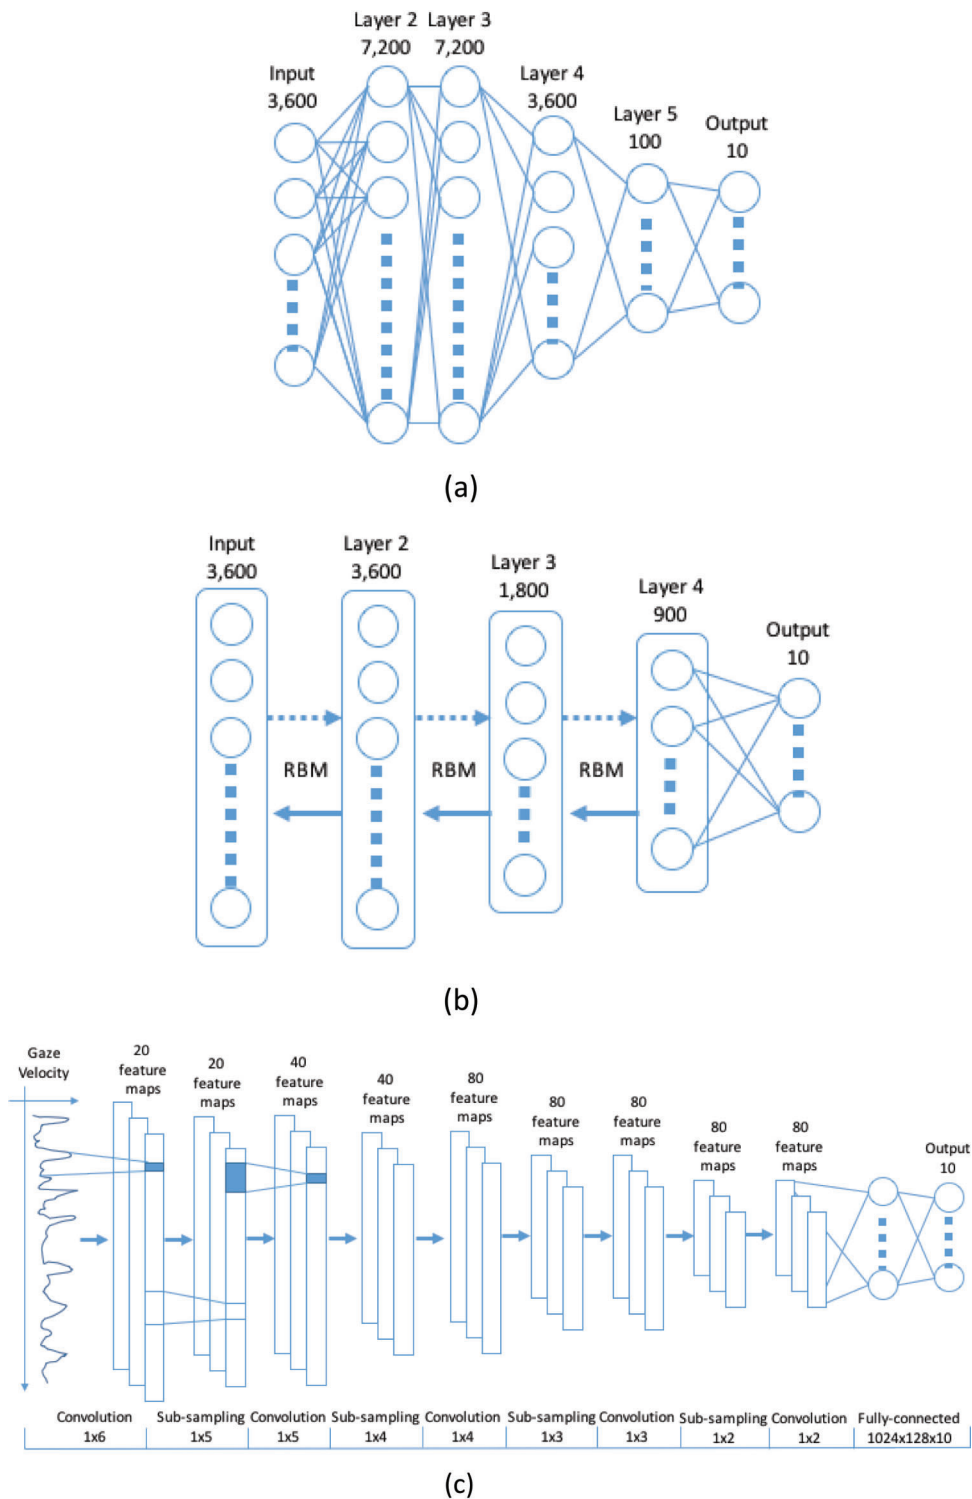 Layer 2 Layer 3
7,200 7,200
Input
3,600
Layer 4
3,600
Layer 5
100
Output
10
(a)
Input
3,600
Layer 2
3,600
Layer 3
1,800
Layer 4
900
Output
10
RBM RBM RBM
(b)
Gaze
Velocity
20
feature
maps
20
feature
maps
40
feature
maps
40
feature
maps
80
feature
maps
80
feature
maps
80
feature
maps
80
feature
maps
80
feature
maps
Output
10
Convolution Sub-sampling Convolution Sub-sampling Convolution Sub-sampling Convolution Sub-sampling Convolution Fully-connected
1x6 1x5 1x5 1x4 1x4 1x3 1x3 1x2 1x2 1024x128x10
(c)